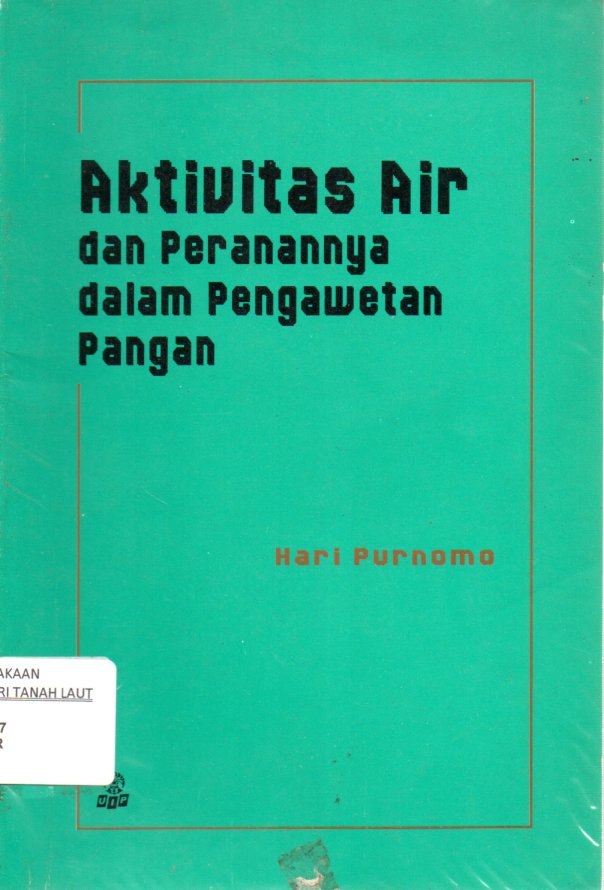 Aktivitas Air
dan Peranannya
dalam Pengawetan
Pangan
Hari Purnomo
AKAAN
RI TANAH LAUT
7
R
UIP